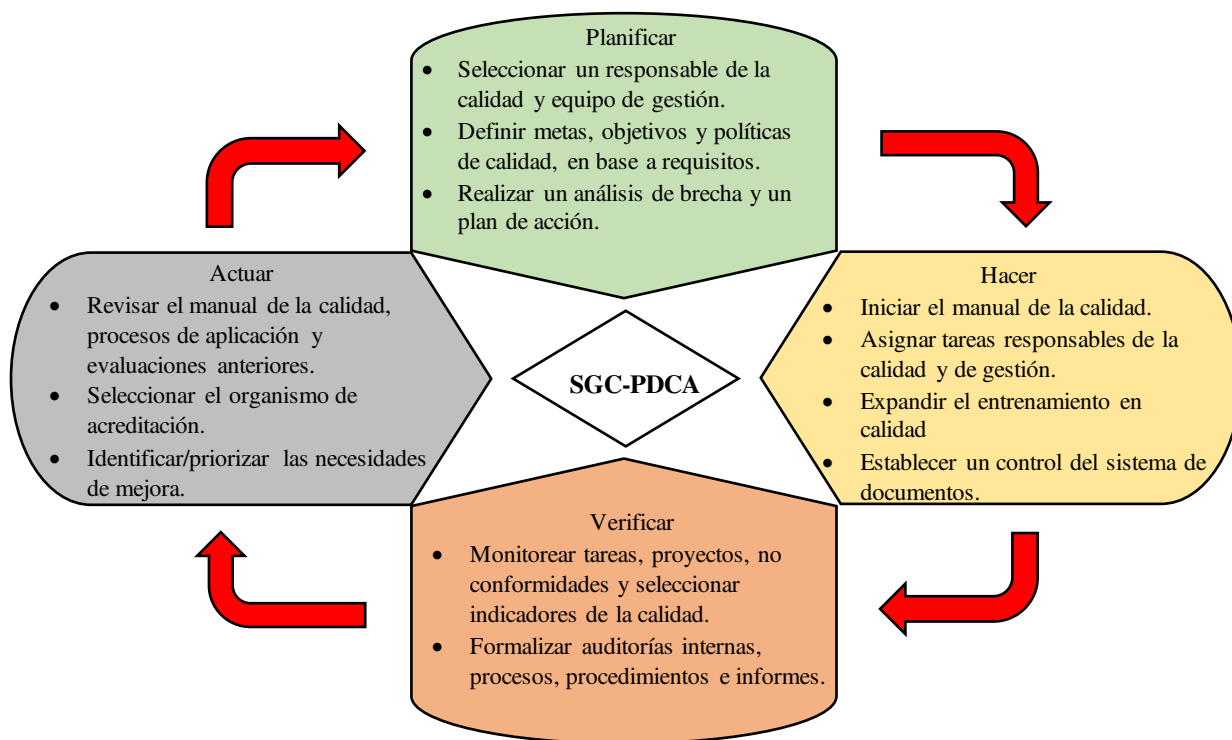 Planificar
• Seleccionar un responsable de la
calidad y equipo de gestión.
• Definir metas, objetivos y políticas
de calidad, en base a requisitos.
• Realizar un análisis de brecha y un
plan de acción.
Actuar
• Revisar el manual de la calidad,
procesos de aplicación y
evaluaciones anteriores.
• Seleccionar el organismo de
acreditación.
• Identificar/priorizar las necesidades
de mejora.
SGC-PDCA
Hacer
• Iniciar el manual de la calidad.
• Asignar tareas responsables de la
calidad y de gestión.
• Expandir el entrenamiento en
calidad
• Establecer un control del sistema de
documentos.
Verificar
• Monitorear tareas, proyectos, no
conformidades y seleccionar
indicadores de la calidad.
• Formalizar auditorías internas,
procesos, procedimientos e informes.